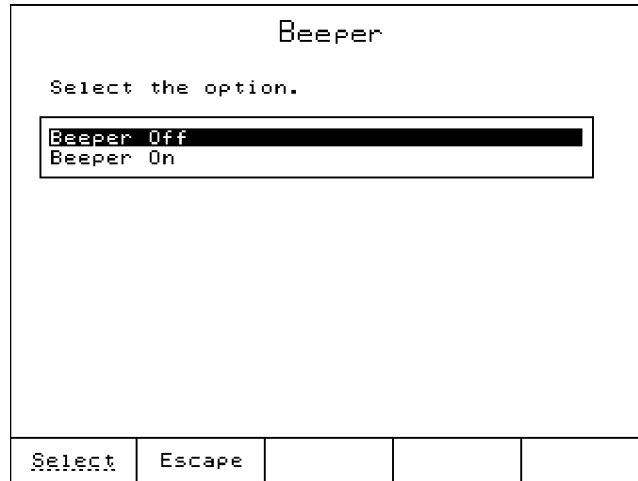 Beeper
Select the option.
Beeper Off
Beeper On
Select
Escape